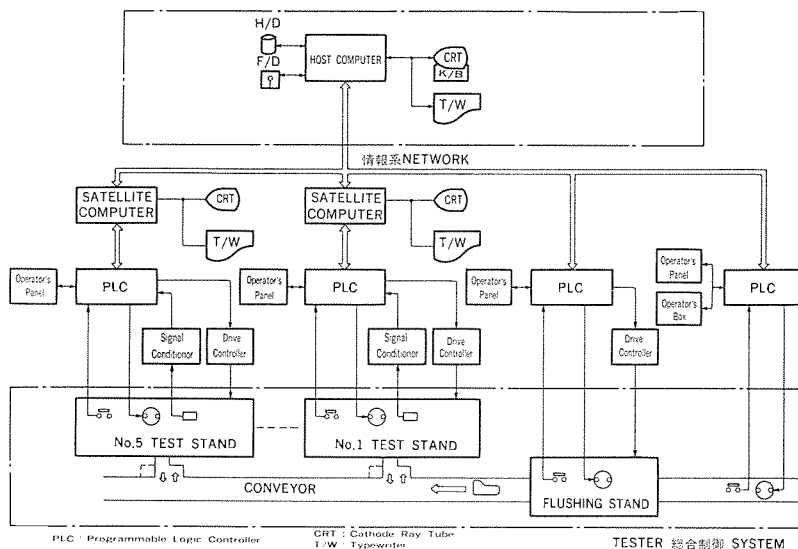 H/D
F/D
HOST COMPUTER
CRT
K/B
T/W
情報系NETWORK
SATELLITE
COMPUTER
CRT
T/W
SATELLITE
COMPUTER
CRT
T/W
Operator's
Panel
PLC
Operator's
Panel
PLC
Operator's
Panel
PLC
Operator's
Panel
Operator's
Box
PLC
Signal
Conditionor
Drive
Controller
Signal
Conditionor
Drive
Controller
Drive
Controller
No.5 TEST STAND
No.1 TEST STAND
CONVEYOR
FLUSHING STAND
PLC : Programmable Logic Controller
CRT : Cathode Ray Tube
T/W : Typewriter
TESTER 総合制御 SYSTEM